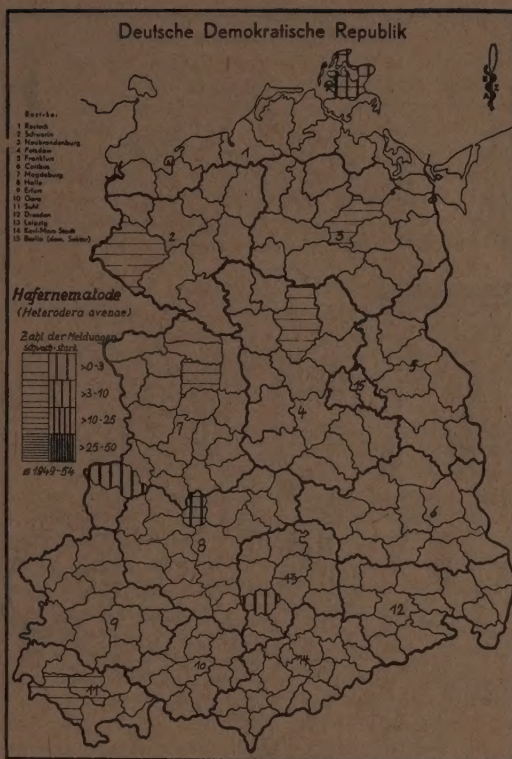 Deutsche Demokratische Republik
Bezirke:
1 Rostock
2 Schwerin
3 Neubrandenburg
4 Potsdam
5 Frankfurt
6 Cottbus
7 Magdeburg
8 Halle
9 Erfurt
10 Gera
11 Suhl
12 Dresden
13 Leipzig
14 Karl-Marx-Stadt
15 Berlin (dem. Sektor)
Hafernematode
(Heterodera avenae)
Zahl der Meldungen
schwach - stark
>0-3
>3-10
>10-25
>25-50
1949-54
1
2
3
5
15
4
7
6
8
13
12
9
10
14
11